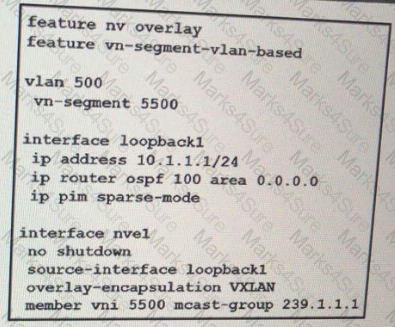 feature nv overlay
feature vn-segment-vlan-based
vlan 500
vn-segment 5500
interface loopback1
ip address 10.1.1.1/24
ip router ospf 100 area 0.0.0.0
ip pim sparse-mode
interface nve1
no shutdown
source-interface loopback1
overlay-encapsulation VXLAN
member vni 5500 mcast-group 239.1.1.1
Marks4Sure